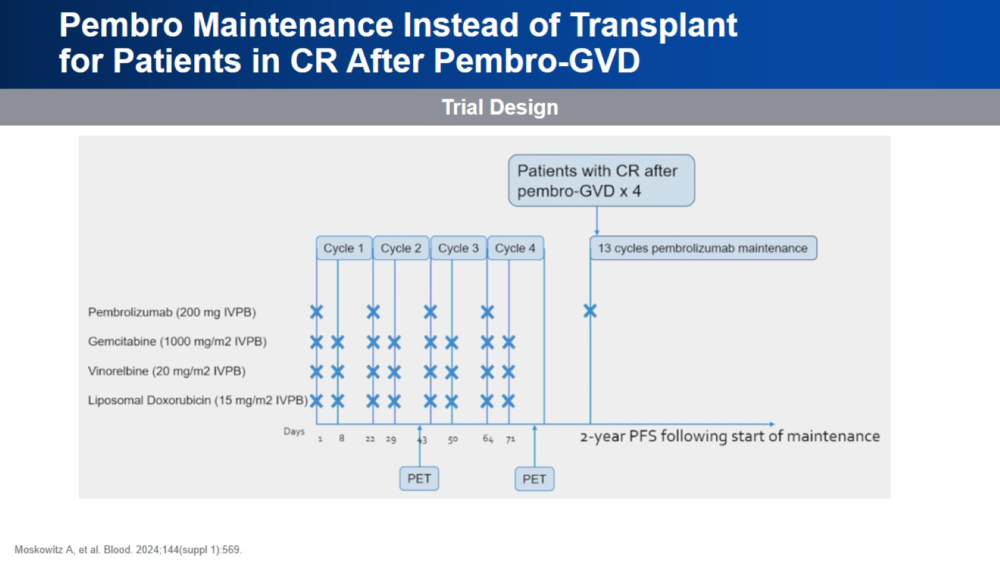 Pembro Maintenance Instead of Transplant
for Patients in CR After Pembro-GVD
Trial Design
Patients with CR after
pembro-GVD x 4
Cycle 1
Cycle 2
Cycle 3
Cycle 4
13 cycles pembrolizumab maintenance
Pembrolizumab (200 mg IVPB)
Gemcitabine (1000 mg/m2 IVPB)
Vinorelbine (20 mg/m2 IVPB)
Liposomal Doxorubicin (15 mg/m2 IVPB)
Days
1
8
22
29
43
50
64
71
2-year PFS following start of maintenance
PET
PET
Moskowitz A, et al. Blood. 2024;144(suppl 1):569.